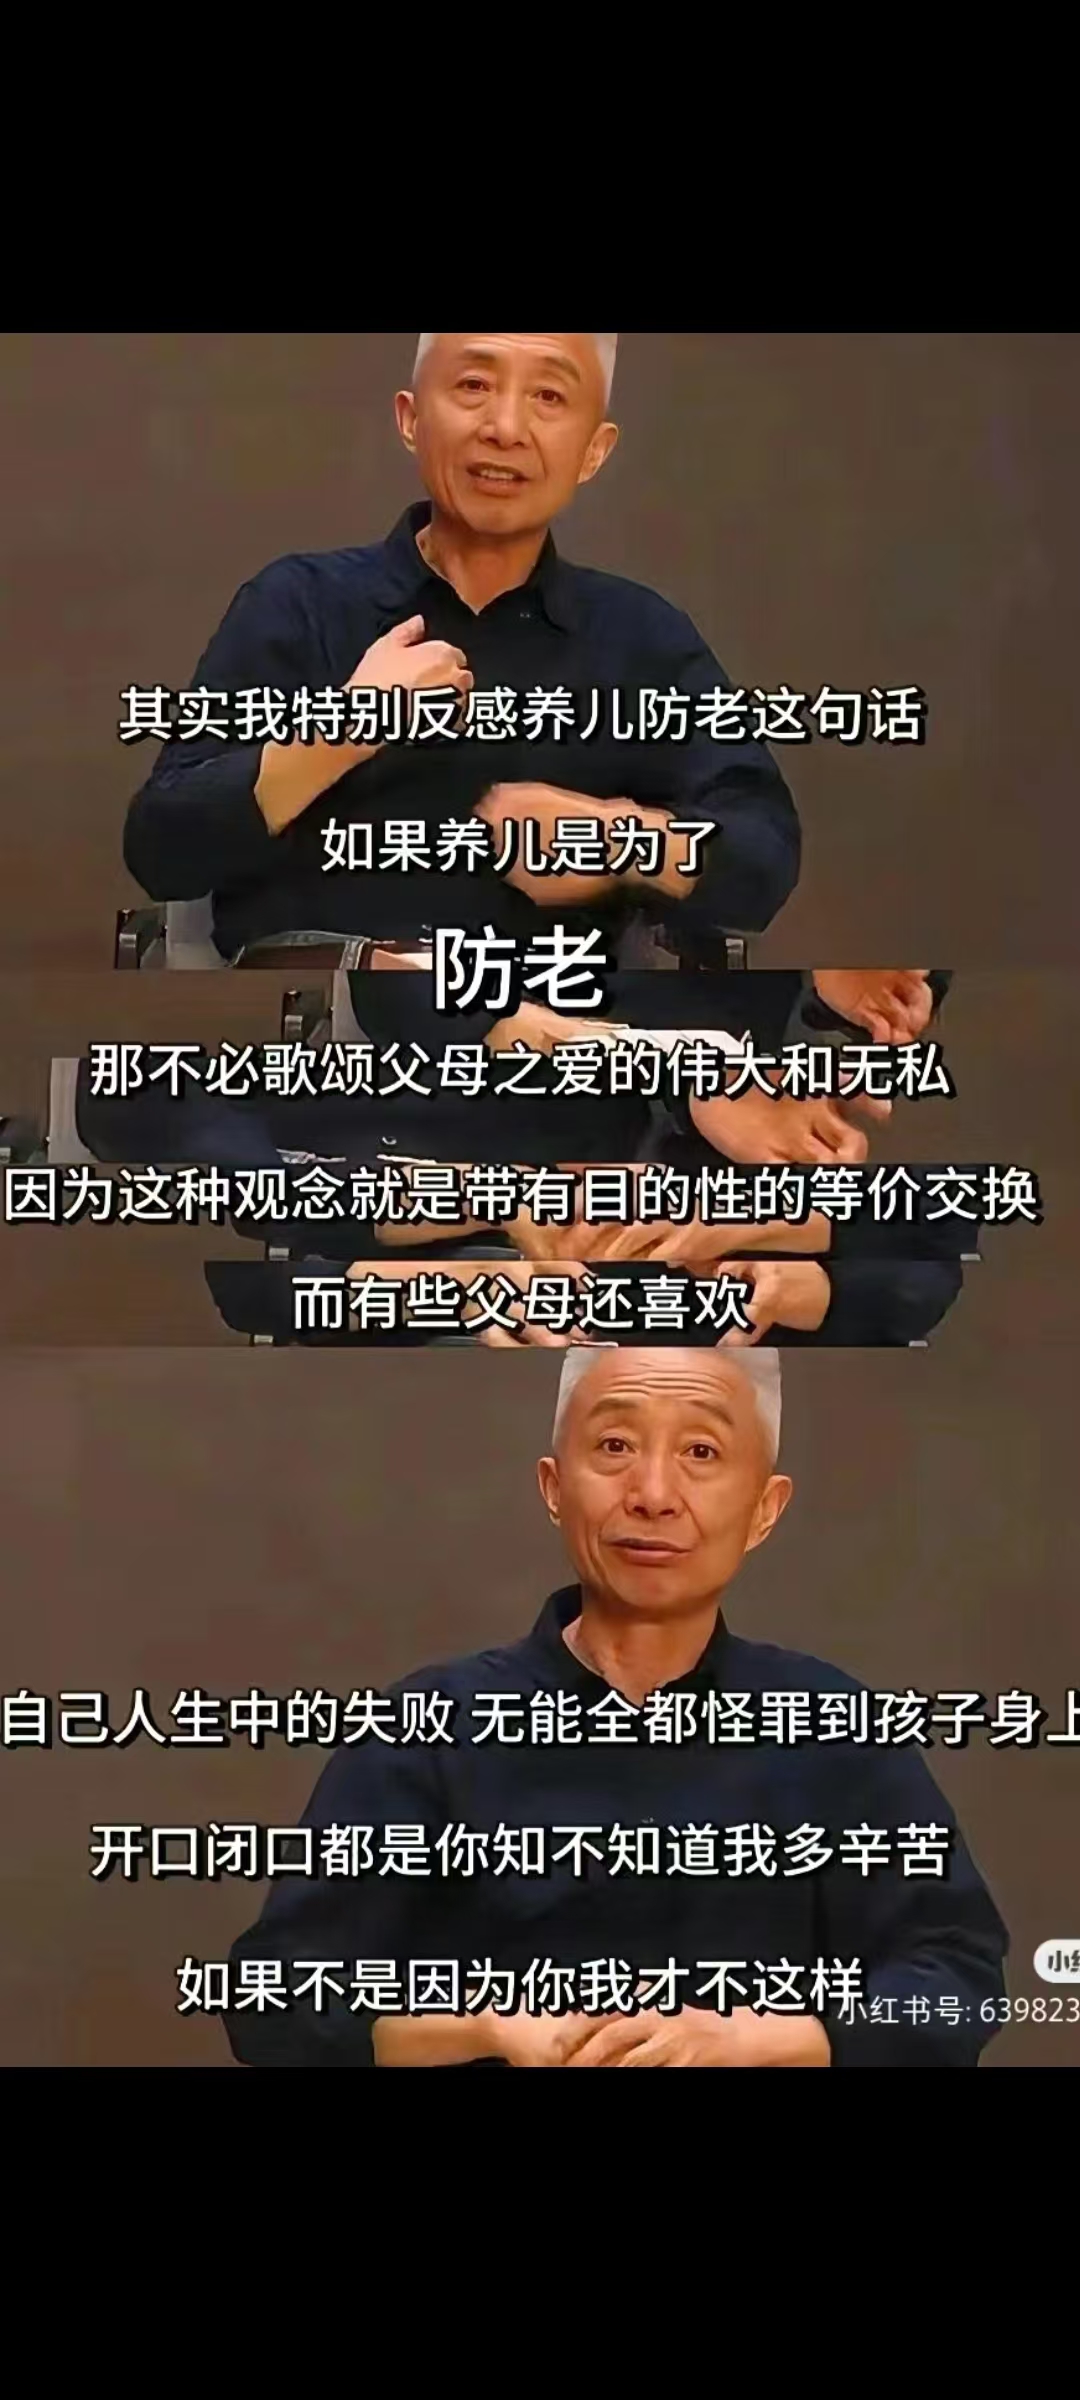 其实我特别反感养儿防老这句话
如果养儿是为了
防老
那不必歌颂父母之爱的伟大和无私
因为这种观念就是带有目的性的等价交换
而有些父母还喜欢
自己人生中的失败 无能全都怪罪到孩子身上
开口闭口都是你知不知道我多辛苦
如果不是因为你我才不这样
小红书号: 639823